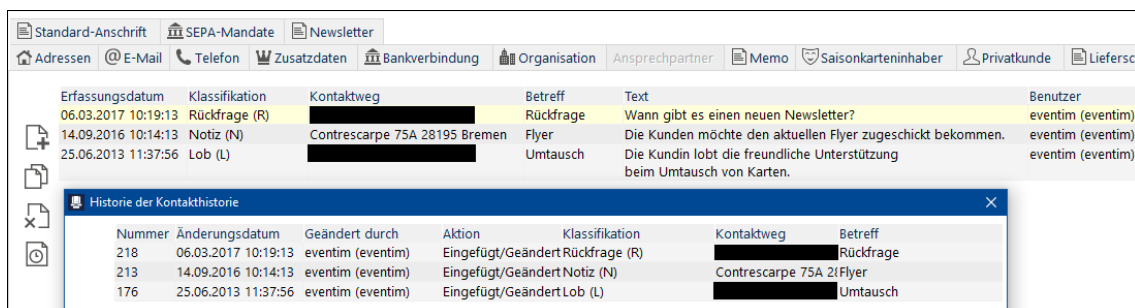 Standard-Anschrift SEPA-Mandate Newsletter
Adressen E-Mail Telefon Zusatzdaten Bankverbindung Organisation Ansprechpartner Memo Saisonkarteninhaber Privatkunde Liefersc
Erfassungsdatum Klassifikation Kontaktweg Betreff Text Benutzer
06.03.2017 10:19:13 Rückfrage (R) Rückfrage Wann gibt es einen neuen Newsletter? eventim (eventim)
14.09.2016 10:14:13 Notiz (N) Contrescarpe 75A 28195 Bremen Flyer Die Kunden möchte den aktuellen Flyer zugeschickt bekommen. eventim (eventim)
25.06.2013 11:37:56 Lob (L) Umtausch Die Kundin lobt die freundliche Unterstützung eventim (eventim)
beim Umtausch von Karten.
Historie der Kontakthistorie
Nummer Änderungsdatum Geändert durch Aktion Klassifikation Kontaktweg Betreff
218 06.03.2017 10:19:13 eventim (eventim) Eingefügt/Geändert Rückfrage (R) Rückfrage
213 14.09.2016 10:14:13 eventim (eventim) Eingefügt/Geändert Notiz (N) Contrescarpe 75A 28 Flyer
176 25.06.2013 11:37:56 eventim (eventim) Eingefügt/Geändert Lob (L) Umtausch